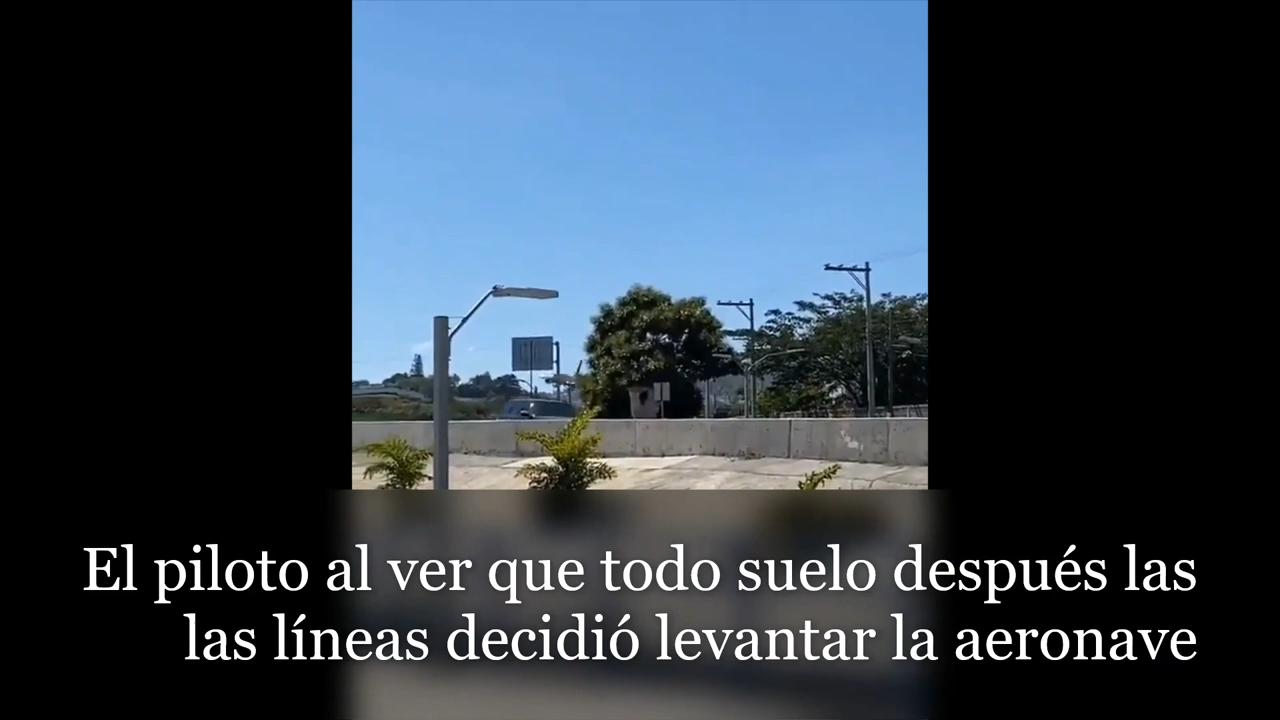 El piloto al ver que todo suelo después las
las líneas decidió levantar la aeronave